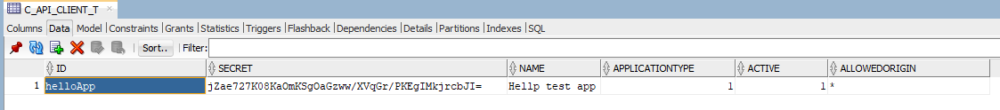 C_API_CLIENT_T
Columns Data Model Constraints Grants Statistics Triggers Flashback Dependencies Details Partitions Indexes SQL
Sort.. Filter:
ID SECRET NAME APPLICATIONTYPE ACTIVE ALLOWEDORIGIN
1 helloApp jZae727K08KaOmKSgOaGzww/XVqGr/PKEgIMkjrcbJI= Hellp test app 1 1 *